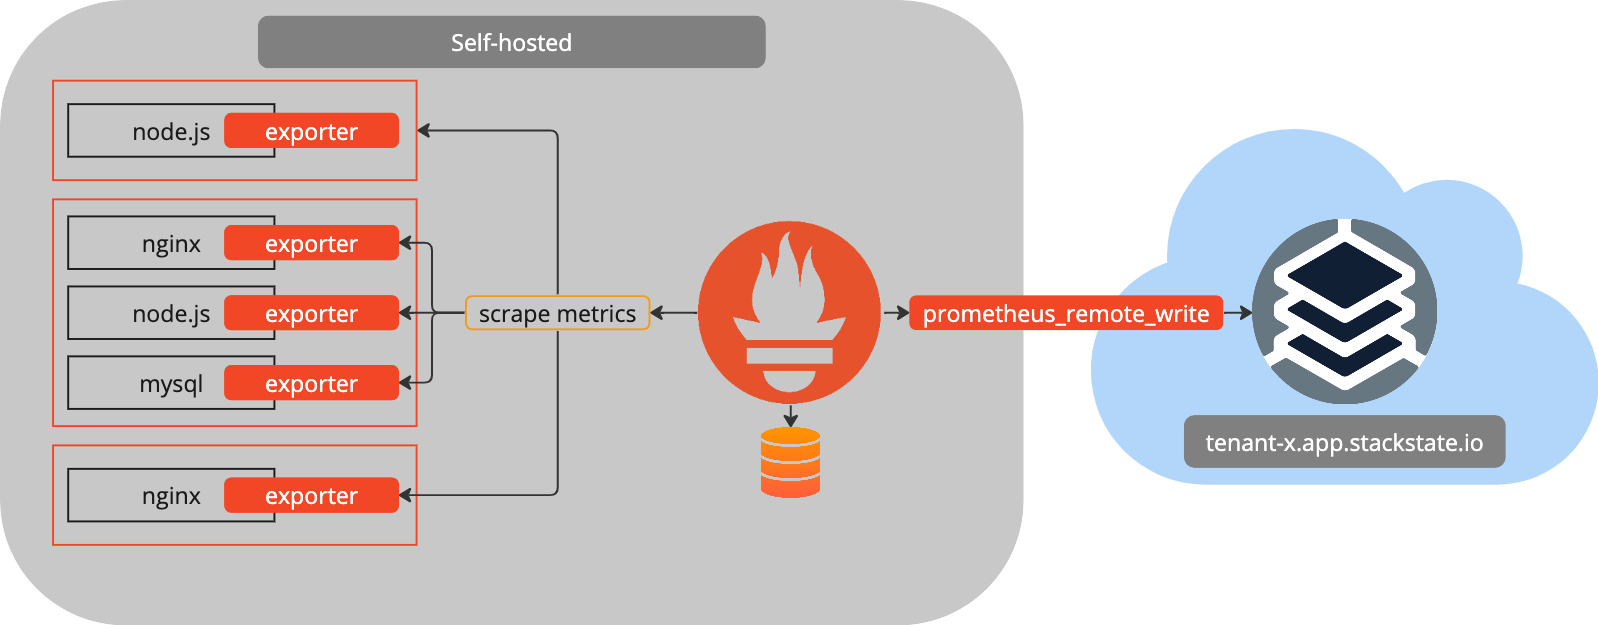 Self-hosted
node.js
exporter
nginx
exporter
node.js
exporter
mysql
exporter
nginx
exporter
scrape metrics
prometheus_remote_write
tenant-x.app.stackstate.io